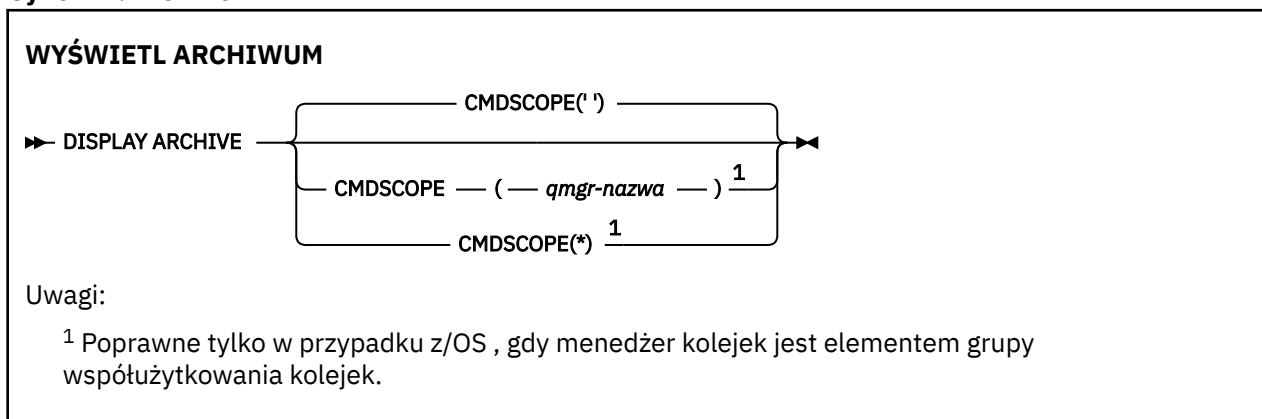 WYŚWIETL ARCHIWUM
CMDSCOPE(' ')
DISPLAY ARCHIVE
CMDSCOPE ( qmgr-nazwa ) 1
CMDSCOPE(*) 1
Uwagi:
1 Poprawne tylko w przypadku z/OS , gdy menedżer kolejek jest elementem grupy
współużytkowania kolejek.